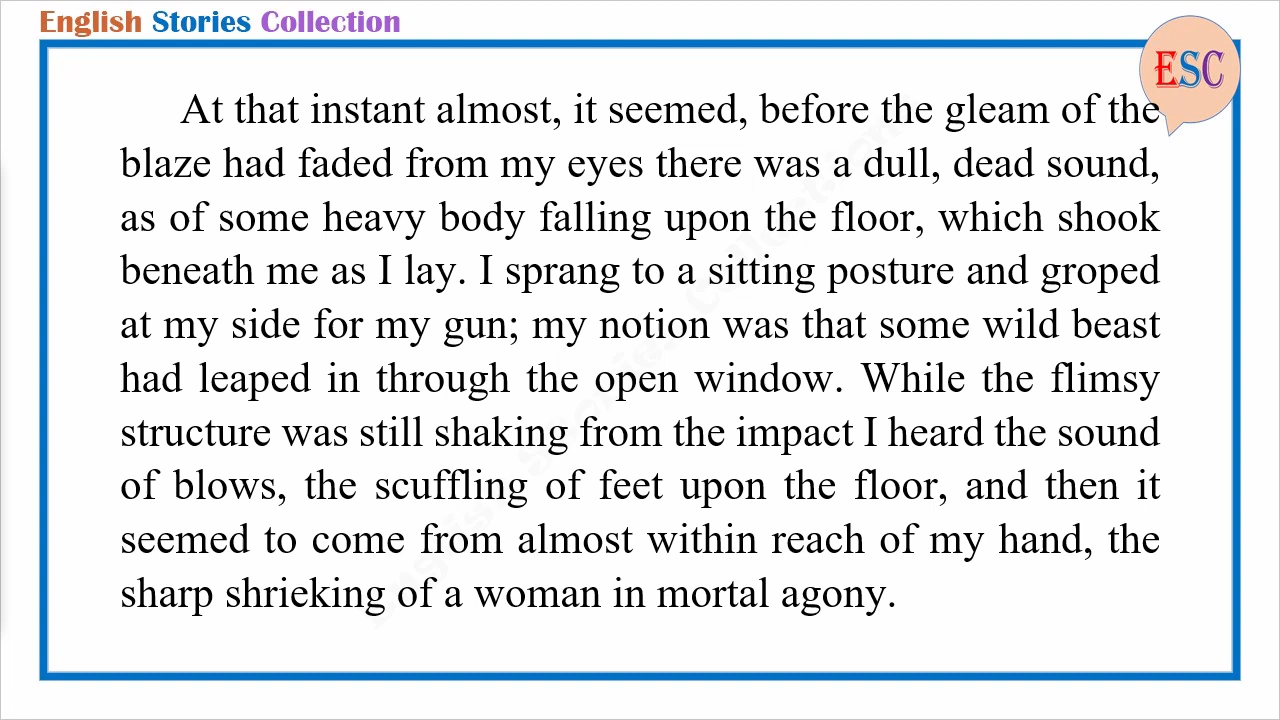 English Stories Collection
ESC
At that instant almost, it seemed, before the gleam of the
blaze had faded from my eyes there was a dull, dead sound,
as of some heavy body falling upon the floor, which shook
beneath me as I lay. I sprang to a sitting posture and groped
at my side for my gun; my notion was that some wild beast
had leaped in through the open window. While the flimsy
structure was still shaking from the impact I heard the sound
of blows, the scuffling of feet upon the floor, and then it
seemed to come from almost within reach of my hand, the
sharp shrieking of a woman in mortal agony.
English Stories Collection